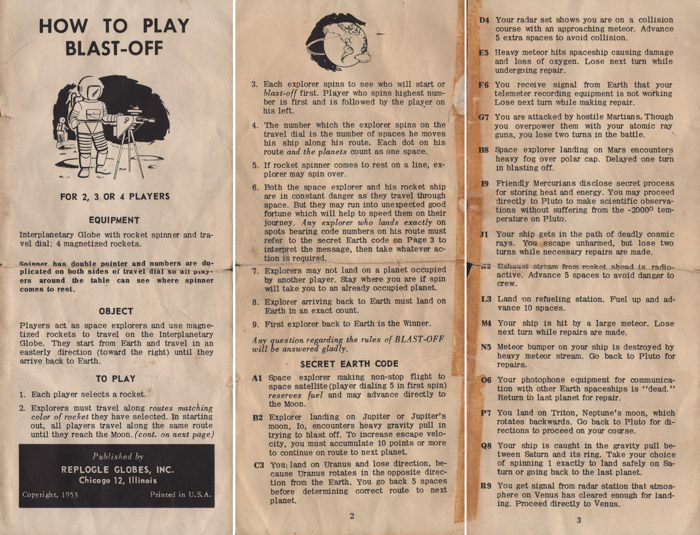 HOW TO PLAY
BLAST-OFF
FOR 2, 3 OR 4 PLAYERS
EQUIPMENT
Interplanetary Globe with rocket spinner and tra-
vel dial; 4 magnetized rockets.
Spinner has double pointer and numbers are du-
plicated on both sides of travel dial so all play-
ers around the table can see where spinner
comes to rest.
OBJECT
Players act as space explorers and use magne-
tized rockets to travel on the Interplanetary
Globe. They start from Earth and travel in an
easterly direction (toward the right) until they
arrive back to Earth.
TO PLAY
1. Each player selects a rocket.
2. Explorers must travel along routes matching
color of rocket they have selected. In starting
out, all players travel along the same route
until they reach the Moon. (cont. on next page)
Published by
REPLOGLE GLOBES, INC.
Chicago 12, Illinois
Copyright, 1953 Printed in U.S.A.
3. Each explorer spins to see who will start or
blast-off first. Player who spins highest num-
ber is first and is followed by the player on
his left.
4. The number which the explorer spins on the
travel dial is the number of spaces he moves
his ship along his route. Each dot on his
route and the planets count as one space.
5. If rocket spinner comes to rest on a line, ex-
plorer may spin over.
6. Both the space explorer and his rocket ship
are in constant danger as they travel through
space. But they may run into unexpected good
fortune which will help to speed them on their
journey. Any explorer who lands exactly on
spots bearing code numbers on his route must
refer to the secret Earth code on Page 3 to
interpret the message, then take whatever ac-
tion is required.
7. Explorers may not land on a planet occupied
by another player. Stay where you are if spin
will take you to an already occupied planet.
8. Explorer arriving back to Earth must land on
Earth in an exact count.
9. First explorer back to Earth is the Winner.
Any question regarding the rules of BLAST-OFF
will be answered gladly.
SECRET EARTH CODE
A1 Space explorer making non-stop flight to
space satellite (player dialing 5 in first spin)
reserves fuel and may advance directly to
the Moon.
B2 Explorer landing on Jupiter or Jupiter's
moon, Io, encounters heavy gravity pull in
trying to blast off. To increase escape velo-
city, you must accumulate 10 points or more
to continue on route to next planet.
C3 You land on Uranus and lose direction, be-
cause Uranus rotates in the opposite direc-
tion from the Earth. You go back 5 spaces
before determining correct route to next
planet.
2
D4 Your radar set shows you are on a collision
course with an approaching meteor. Advance
5 extra spaces to avoid collision.
E5 Heavy meteor hits spaceship causing damage
and loss of oxygen. Lose next turn while
undergoing repair.
F6 You receive signal from Earth that your
telemeter recording equipment is not working
Lose next turn while making repair.
G7 You are attacked by hostile Martians. Though
you overpower them with your atomic ray
guns, you lose two turns in the battle.
H8 Space explorer landing on Mars encounters
heavy fog over polar cap. Delayed one turn
in blasting off.
I9 Friendly Mercurians disclose secret process
for storing heat and energy. You may proceed
directly to Pluto to make scientific observa-
tions without suffering from the -2000° tem-
perature on Pluto.
J1 Your ship gets in the path of deadly cosmic
rays. You escape unharmed, but lose two
turns while necessary repairs are made.
K2 Exhaust stream from rocket ahead is radio-
active. Advance 5 spaces to avoid danger to
crew.
L3 Land on refueling station. Fuel up and ad-
vance 10 spaces.
M4 Your ship is hit by a large meteor. Lose
next turn while repairs are made.
N5 Meteor bumper on your ship is destroyed by
heavy meteor stream. Go back to Pluto for
repairs.
O6 Your photophone equipment for communica-
tion with other Earth spaceships is "dead."
Return to last planet for repair.
P7 You land on Triton, Neptune's moon, which
rotates backwards. Go back to Pluto for di-
rections to proceed on your course.
Q8 Your ship is caught in the gravity pull be-
tween Saturn and its ring. Take your choice
of spinning 1 exactly to land safely on Sa-
turn or going back to the last planet.
R9 You get signal from radar station that atmos-
phere on Venus has cleared enough for land-
ing. Proceed directly to Venus.
3